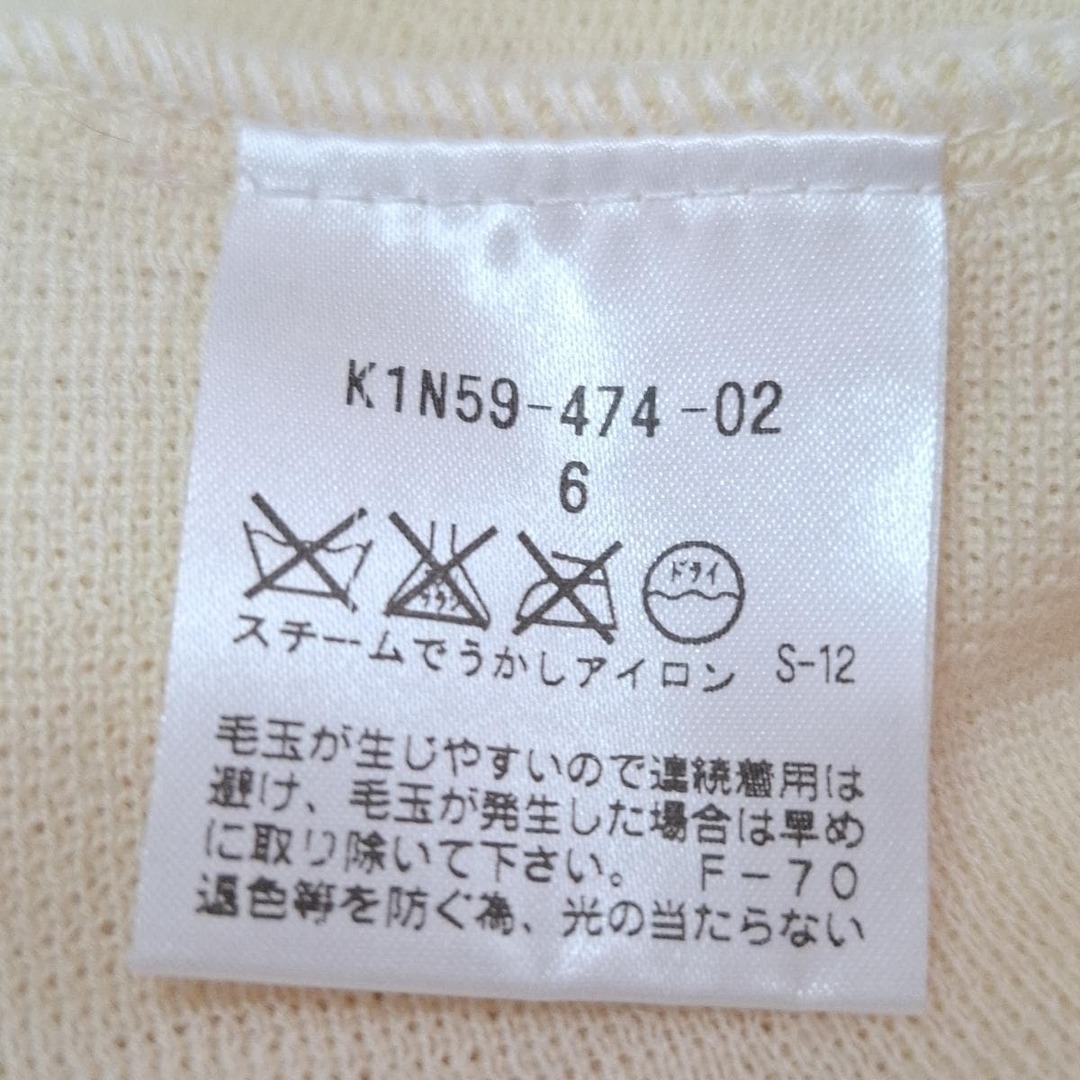 K1N59-474-02
6
エンソ ドライ
スチームでうかしアイロン S-12
毛玉が生じやすいので連続着用は
避け、毛玉が発生した場合は早め
に取り除いて下さい。 F-70
退色等を防ぐ為、光の当たらない